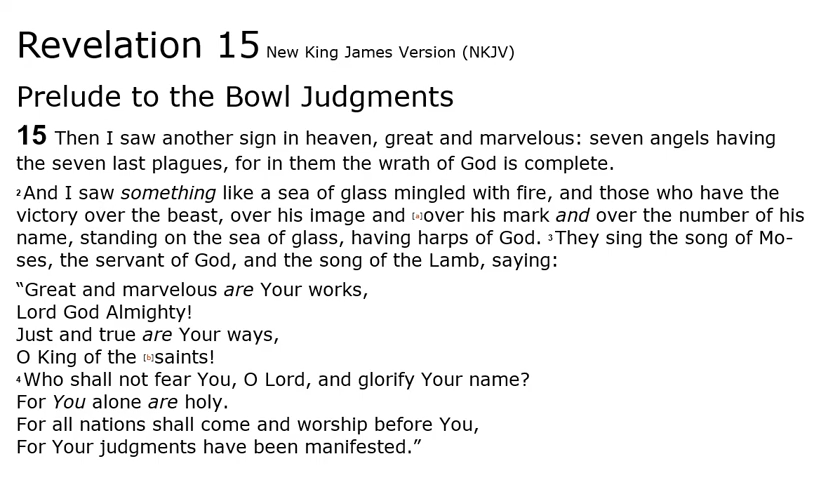 Revelation 15 New King James Version (NKJV)
Prelude to the Bowl Judgments
15 Then I saw another sign in heaven, great and marvelous: seven angels having
the seven last plagues, for in them the wrath of God is complete.
2 And I saw something like a sea of glass mingled with fire, and those who have the
victory over the beast, over his image and [a]over his mark and over the number of his
name, standing on the sea of glass, having harps of God. 3 They sing the song of Mo-
ses, the servant of God, and the song of the Lamb, saying:
“Great and marvelous are Your works,
Lord God Almighty!
Just and true are Your ways,
O King of the [b]saints!
4 Who shall not fear You, O Lord, and glorify Your name?
For You alone are holy.
For all nations shall come and worship before You,
For Your judgments have been manifested.”